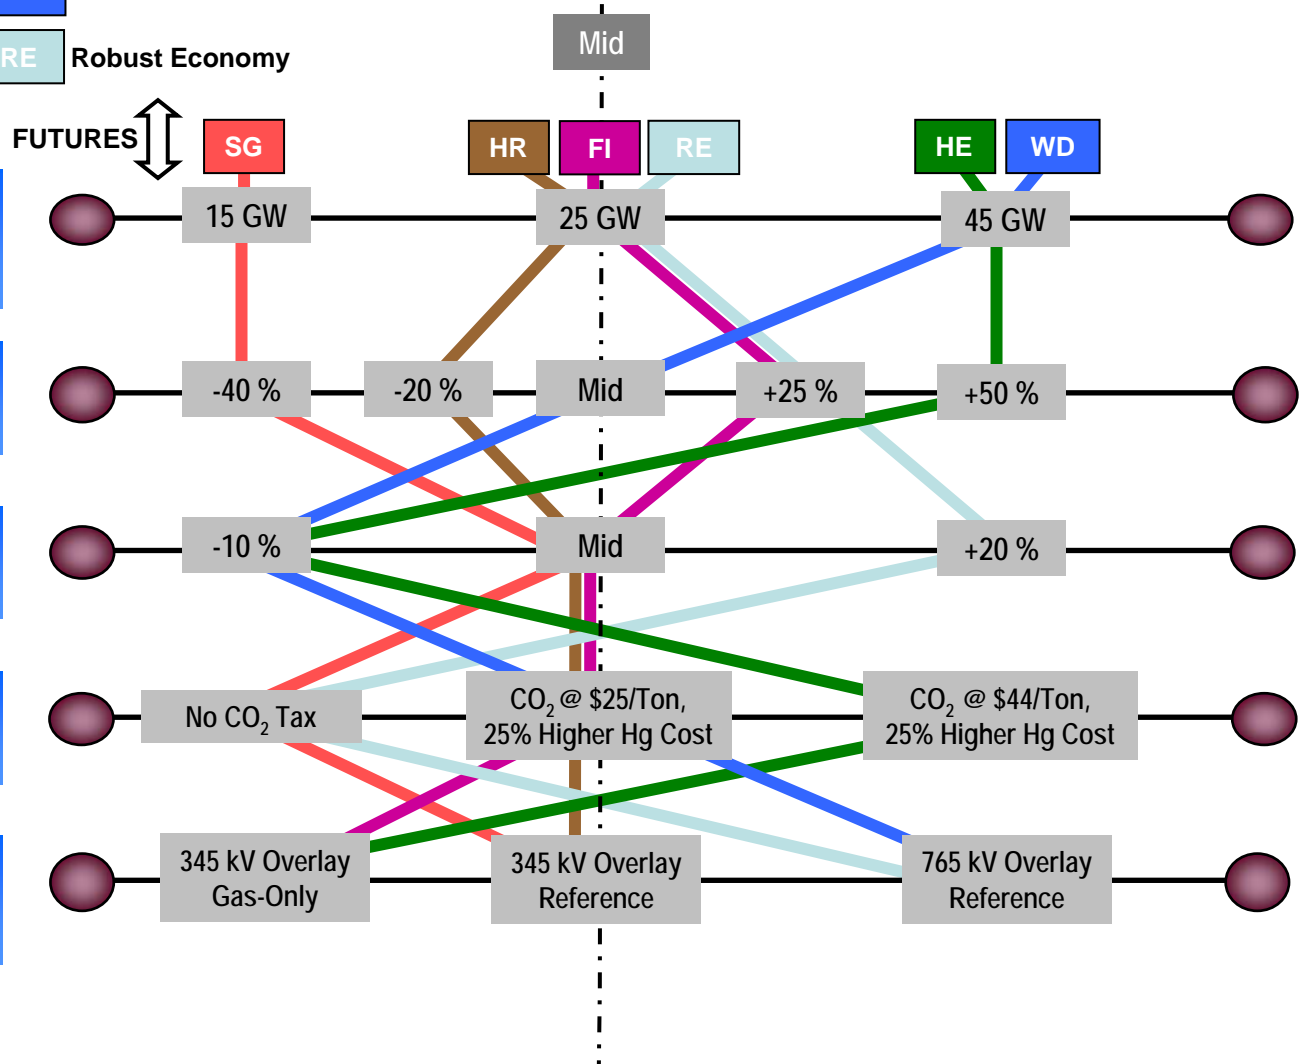 Mid
RE Robust Economy
FUTURES
SG
HR
FI
RE
HE
WD
15 GW
25 GW
45 GW
-40 %
-20 %
Mid
+25 %
+50 %
-10 %
Mid
+20 %
No CO₂ Tax
CO₂ @ $25/Ton,
25% Higher Hg Cost
CO₂ @ $44/Ton,
25% Higher Hg Cost
345 kV Overlay
Gas-Only
345 kV Overlay
Reference
765 kV Overlay
Reference